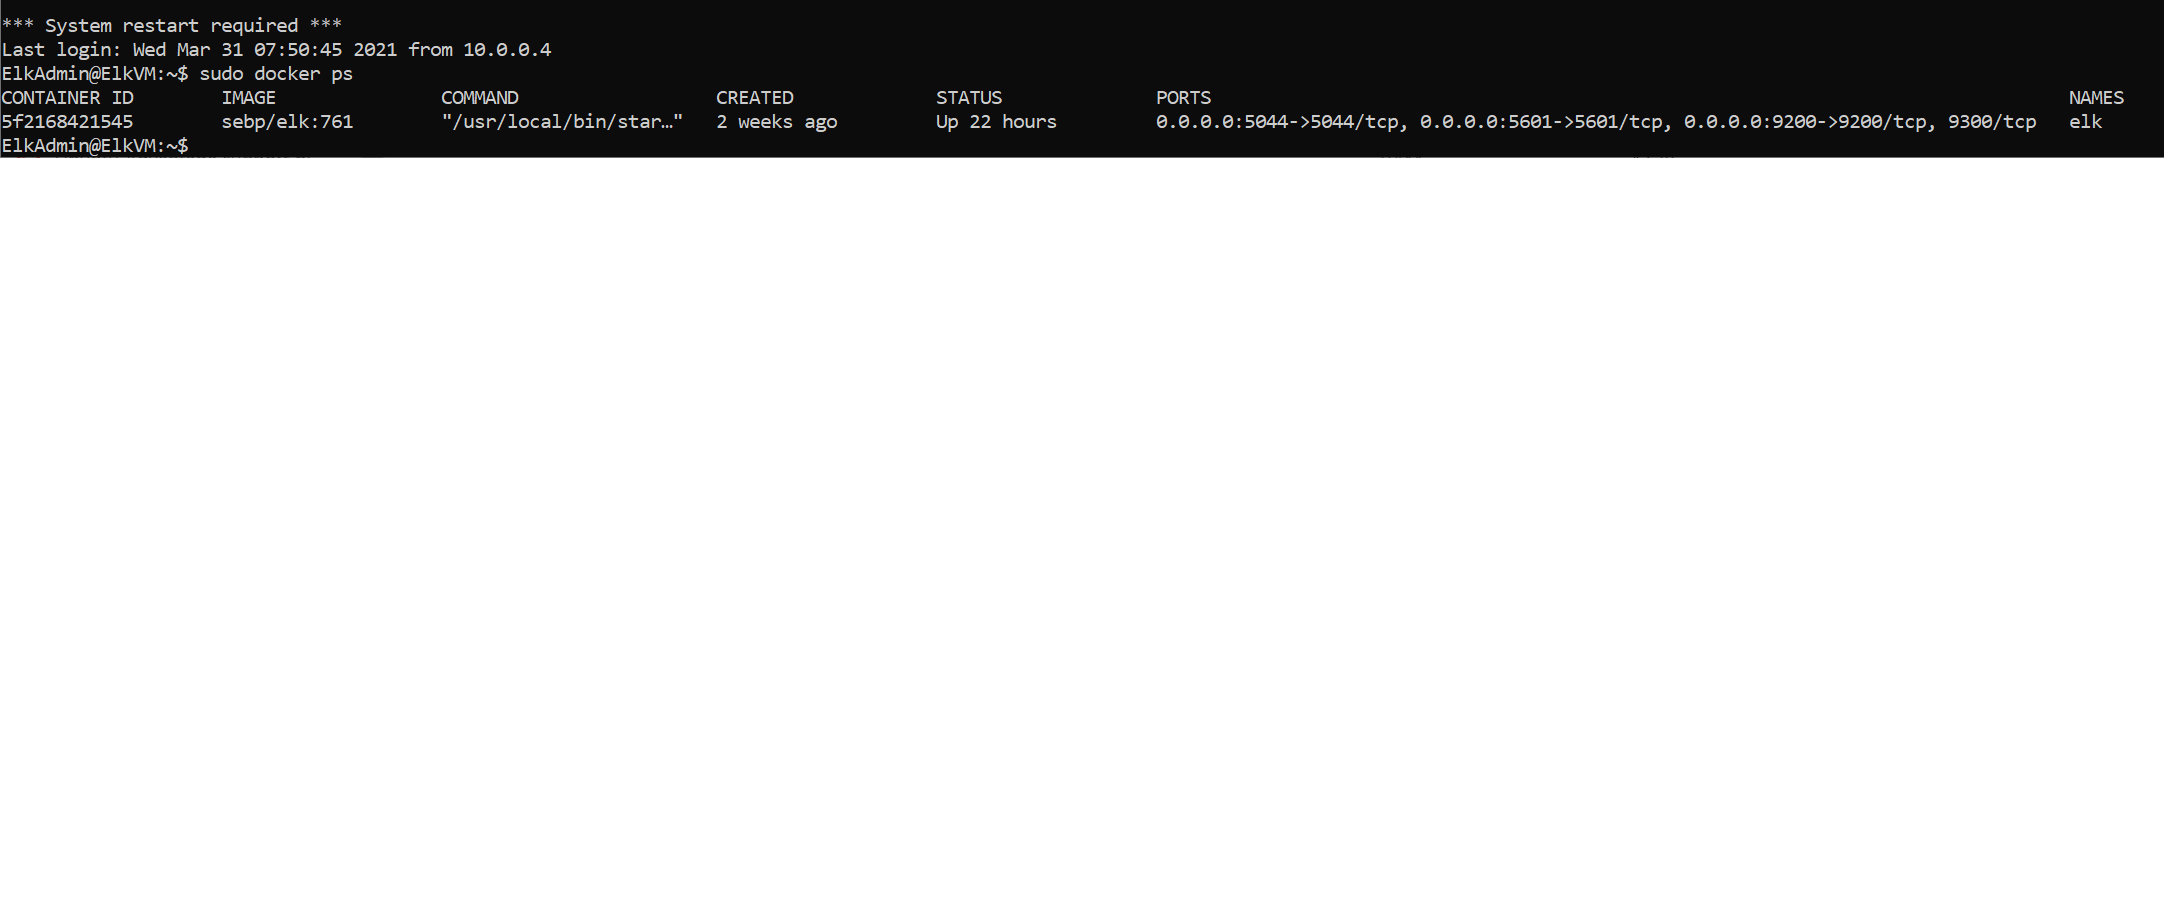 *** System restart required ***
Last login: Wed Mar 31 07:50:45 2021 from 10.0.0.4
ElkAdmin@ElkVM:~$ sudo docker ps
CONTAINER ID        IMAGE               COMMAND                  CREATED             STATUS              PORTS                                                                              NAMES
5f2168421545        sebp/elk:761        "/usr/local/bin/star…"   2 weeks ago         Up 22 hours         0.0.0.0:5044->5044/tcp, 0.0.0.0:5601->5601/tcp, 0.0.0.0:9200->9200/tcp, 9300/tcp   elk
ElkAdmin@ElkVM:~$